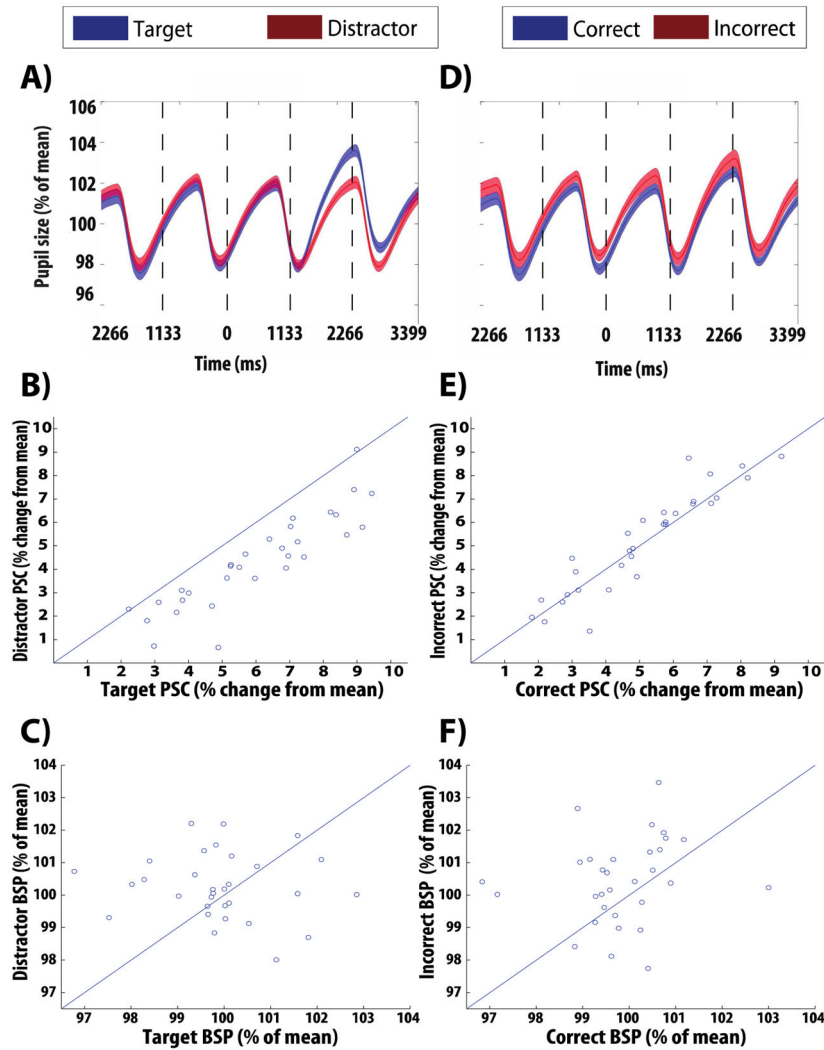 Target Distractor
Correct Incorrect
A)
Pupil size (% of mean)
106
104
102
100
98
96
2266 1133 0 1133 2266 3399
Time (ms)
D)
2266 1133 0 1133 2266 3399
Time (ms)
B)
Distractor PSC (% change from mean)
10
9
8
7
6
5
4
3
2
1
1 2 3 4 5 6 7 8 9 10
Target PSC (% change from mean)
E)
Incorrect PSC (% change from mean)
10
9
8
7
6
5
4
3
2
1
1 2 3 4 5 6 7 8 9 10
Correct PSC (% change from mean)
C)
Distractor BSP (% of mean)
104
103
102
101
100
99
98
97
97 98 99 100 101 102 103 104
Target BSP (% of mean)
F)
Incorrect BSP (% of mean)
104
103
102
101
100
99
98
97
97 98 99 100 101 102 103 104
Correct BSP (% of mean)